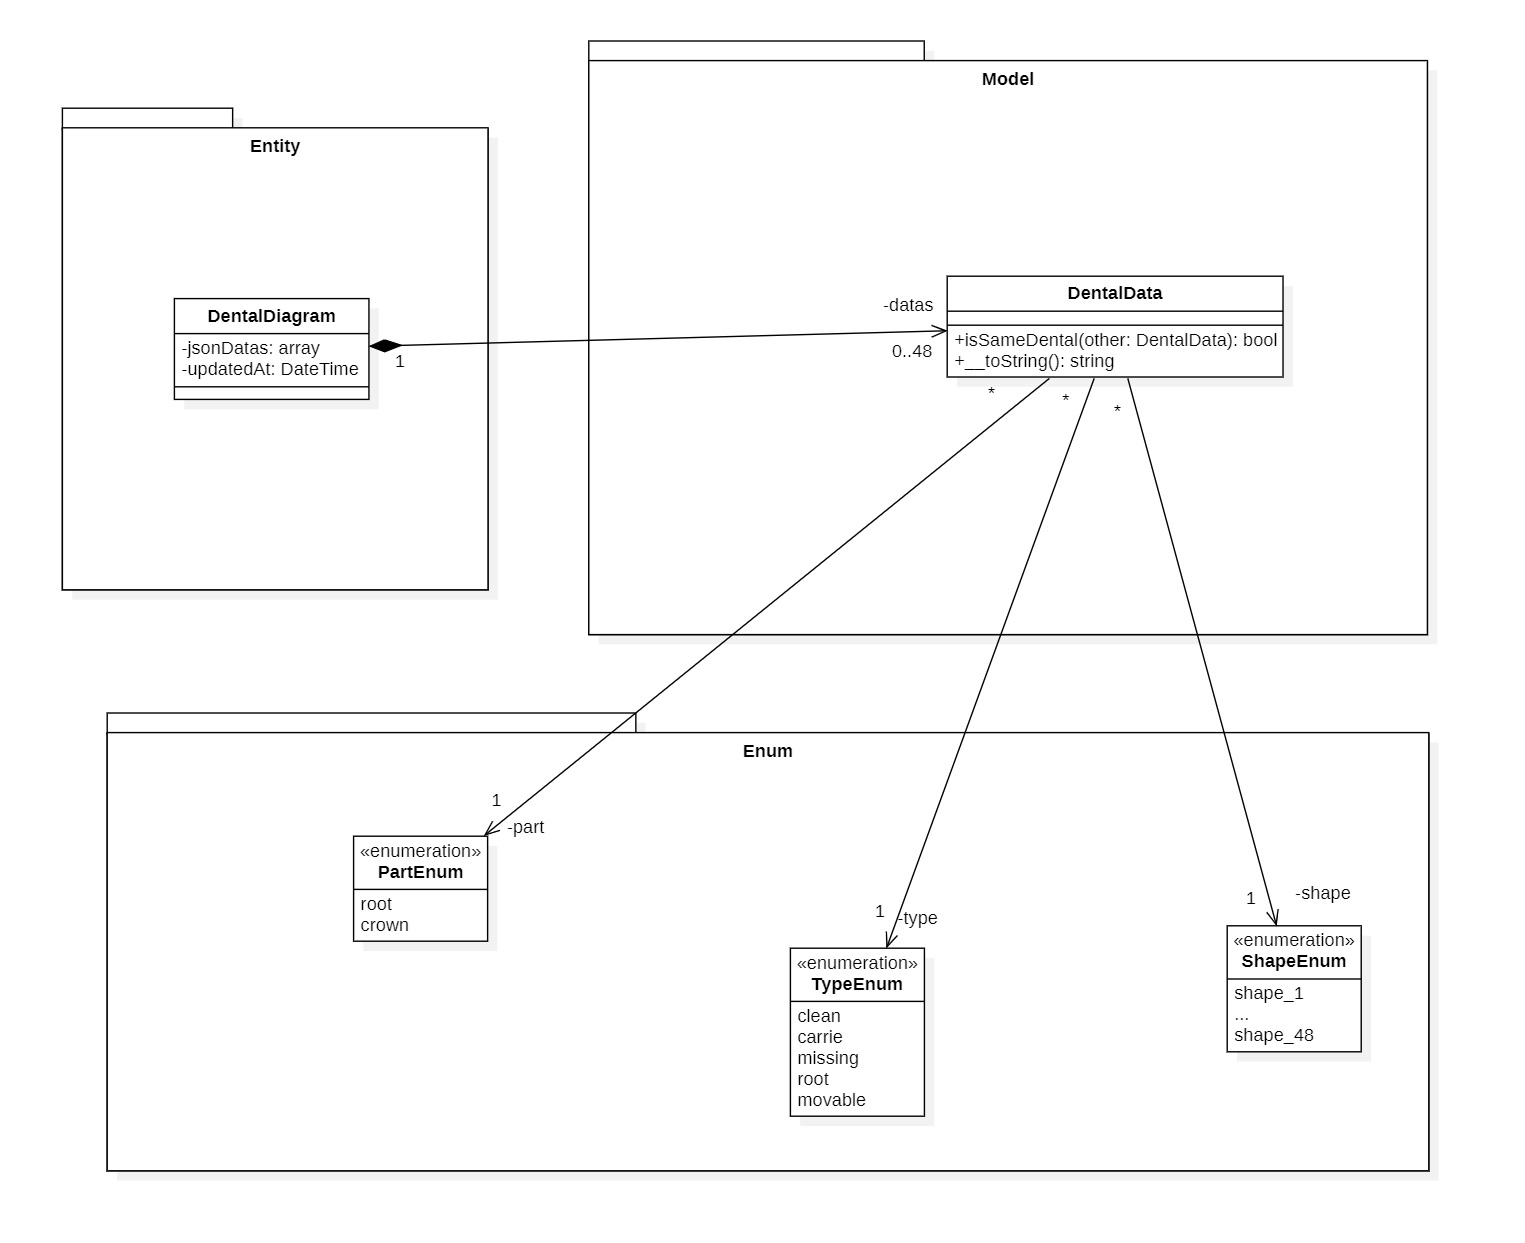 Model
Entity
DentalDiagram
-jsonDatas: array
-updatedAt: DateTime
1
-datas
0..48
DentalData
+isSameDental(other: DentalData): bool
+__toString(): string
*
*
*
Enum
1
-part
«enumeration»
PartEnum
root
crown
1
-type
«enumeration»
TypeEnum
clean
carrie
missing
root
movable
1
-shape
«enumeration»
ShapeEnum
shape_1
...
shape_48